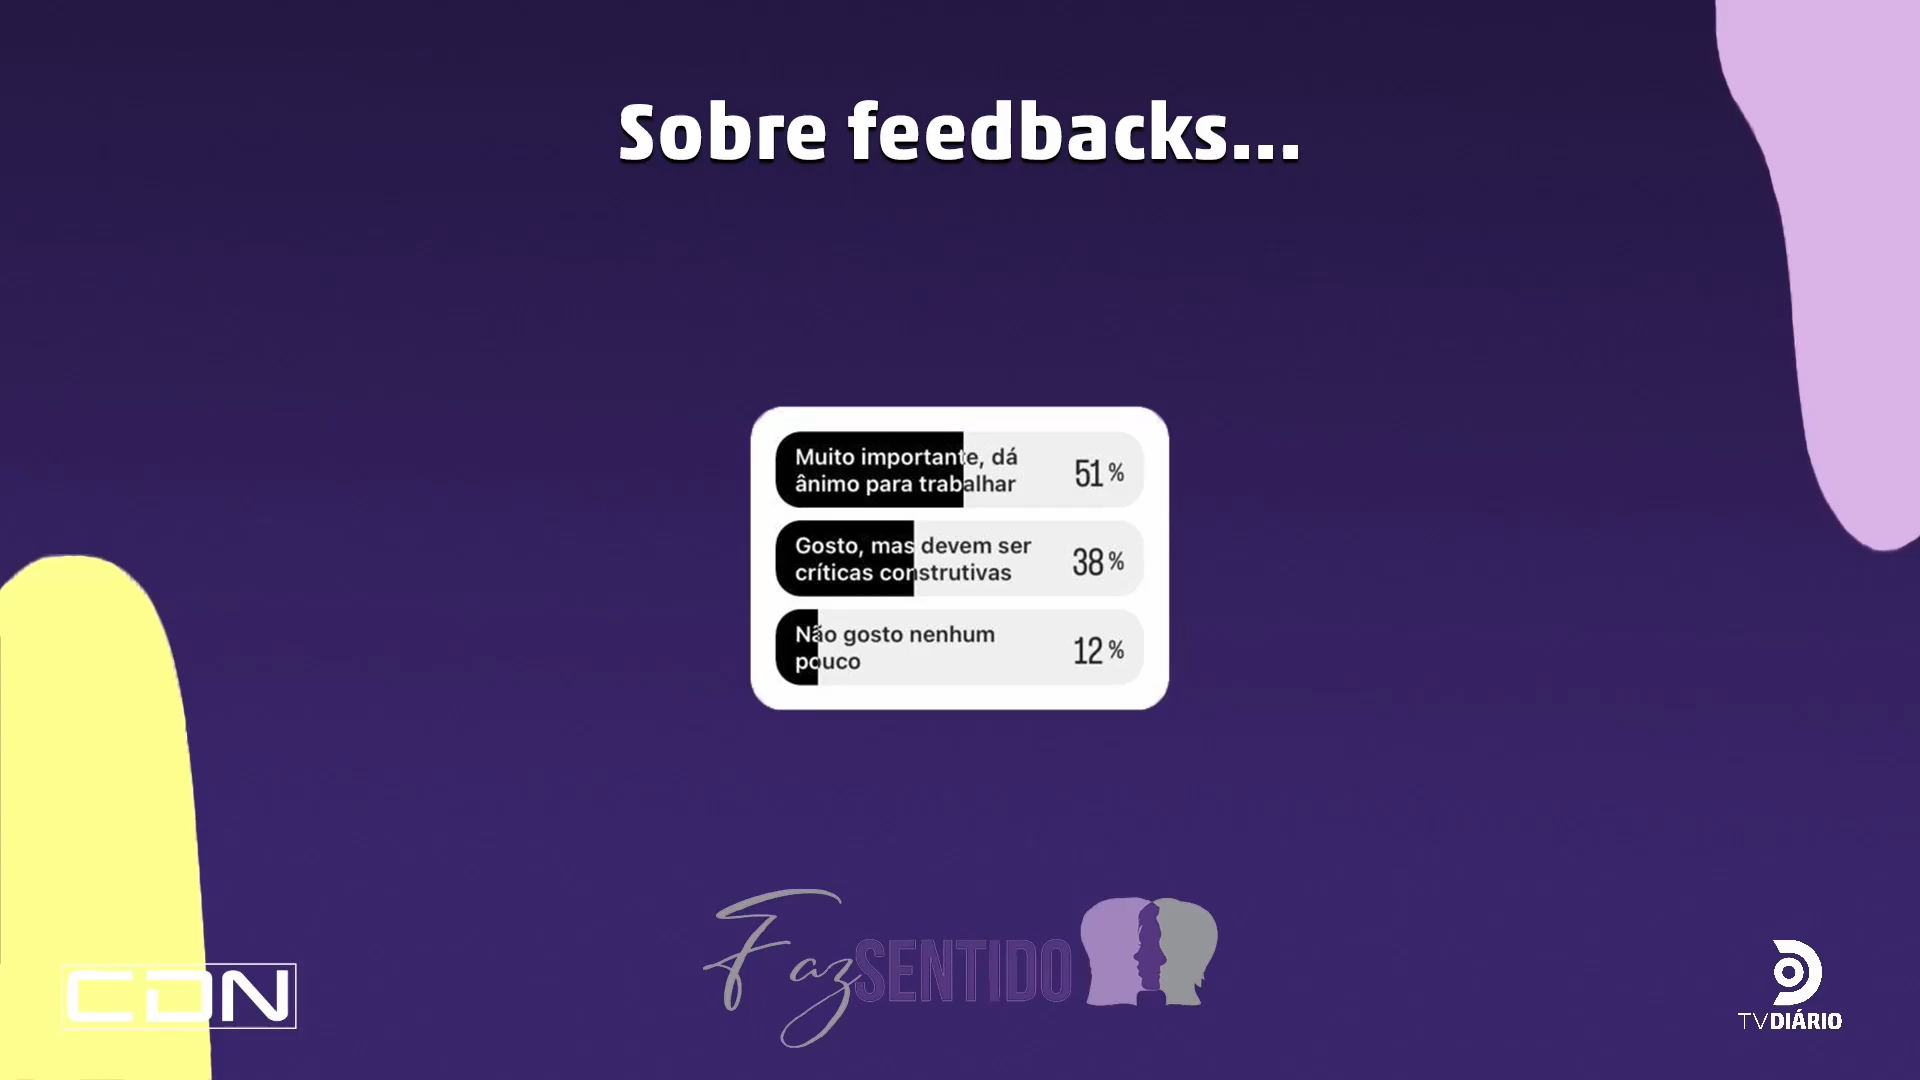 Sobre feedbacks...
Muito importante, dá
ânimo para trabalhar
51%
Gosto, mas devem ser
críticas construtivas
38%
Não gosto nenhum
pouco
12%
Faz SENTIDO
CDN
TV DIÁRIO